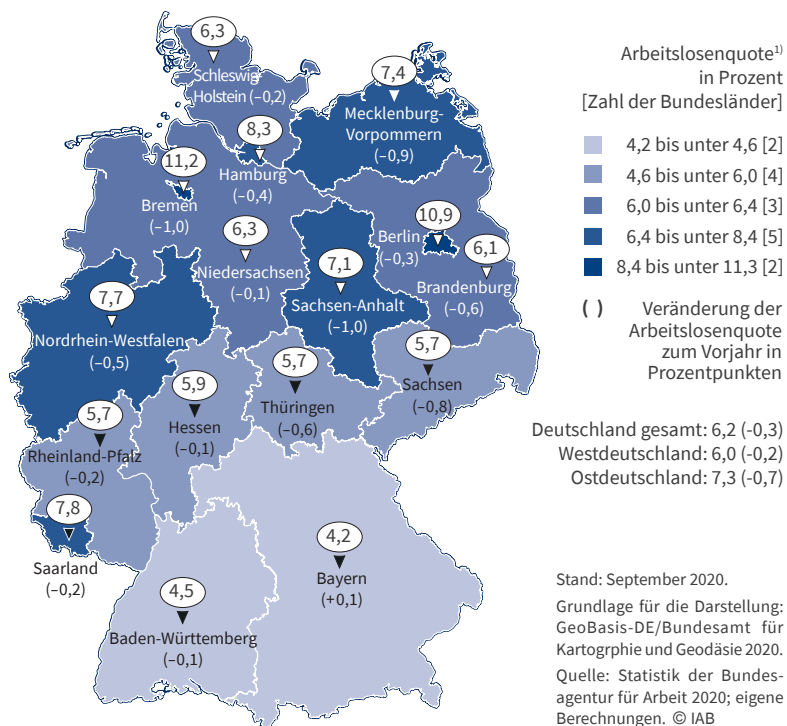 6,3
Schleswig-
Holstein (–0,2)
7,4
Mecklenburg-
Vorpommern
(–0,9)
8,3
Hamburg
(–0,4)
11,2
Bremen
(–1,0)
6,3
Niedersachsen
(–0,1)
10,9
Berlin
(–0,3)
6,1
Brandenburg
(–0,6)
7,1
Sachsen-Anhalt
(–1,0)
7,7
Nordrhein-Westfalen
(–0,5)
5,9
Hessen
(–0,1)
5,7
Thüringen
(–0,6)
5,7
Sachsen
(–0,8)
5,7
Rheinland-Pfalz
(–0,2)
7,8
Saarland
(–0,2)
4,5
Baden-Württemberg
(–0,1)
4,2
Bayern
(+0,1)
Arbeitslosenquote1)
in Prozent
[Zahl der Bundesländer]
4,2 bis unter 4,6 [2]
4,6 bis unter 6,0 [4]
6,0 bis unter 6,4 [3]
6,4 bis unter 8,4 [5]
8,4 bis unter 11,3 [2]
( ) Veränderung der
Arbeitslosenquote
zum Vorjahr in
Prozentpunkten
Deutschland gesamt: 6,2 (-0,3)
Westdeutschland: 6,0 (-0,2)
Ostdeutschland: 7,3 (-0,7)
Stand: September 2020.
Grundlage für die Darstellung:
GeoBasis-DE/Bundesamt für
Kartogrphie und Geodäsie 2020.
Quelle: Statistik der Bundes-
agentur für Arbeit 2020; eigene
Berechnungen. © IAB